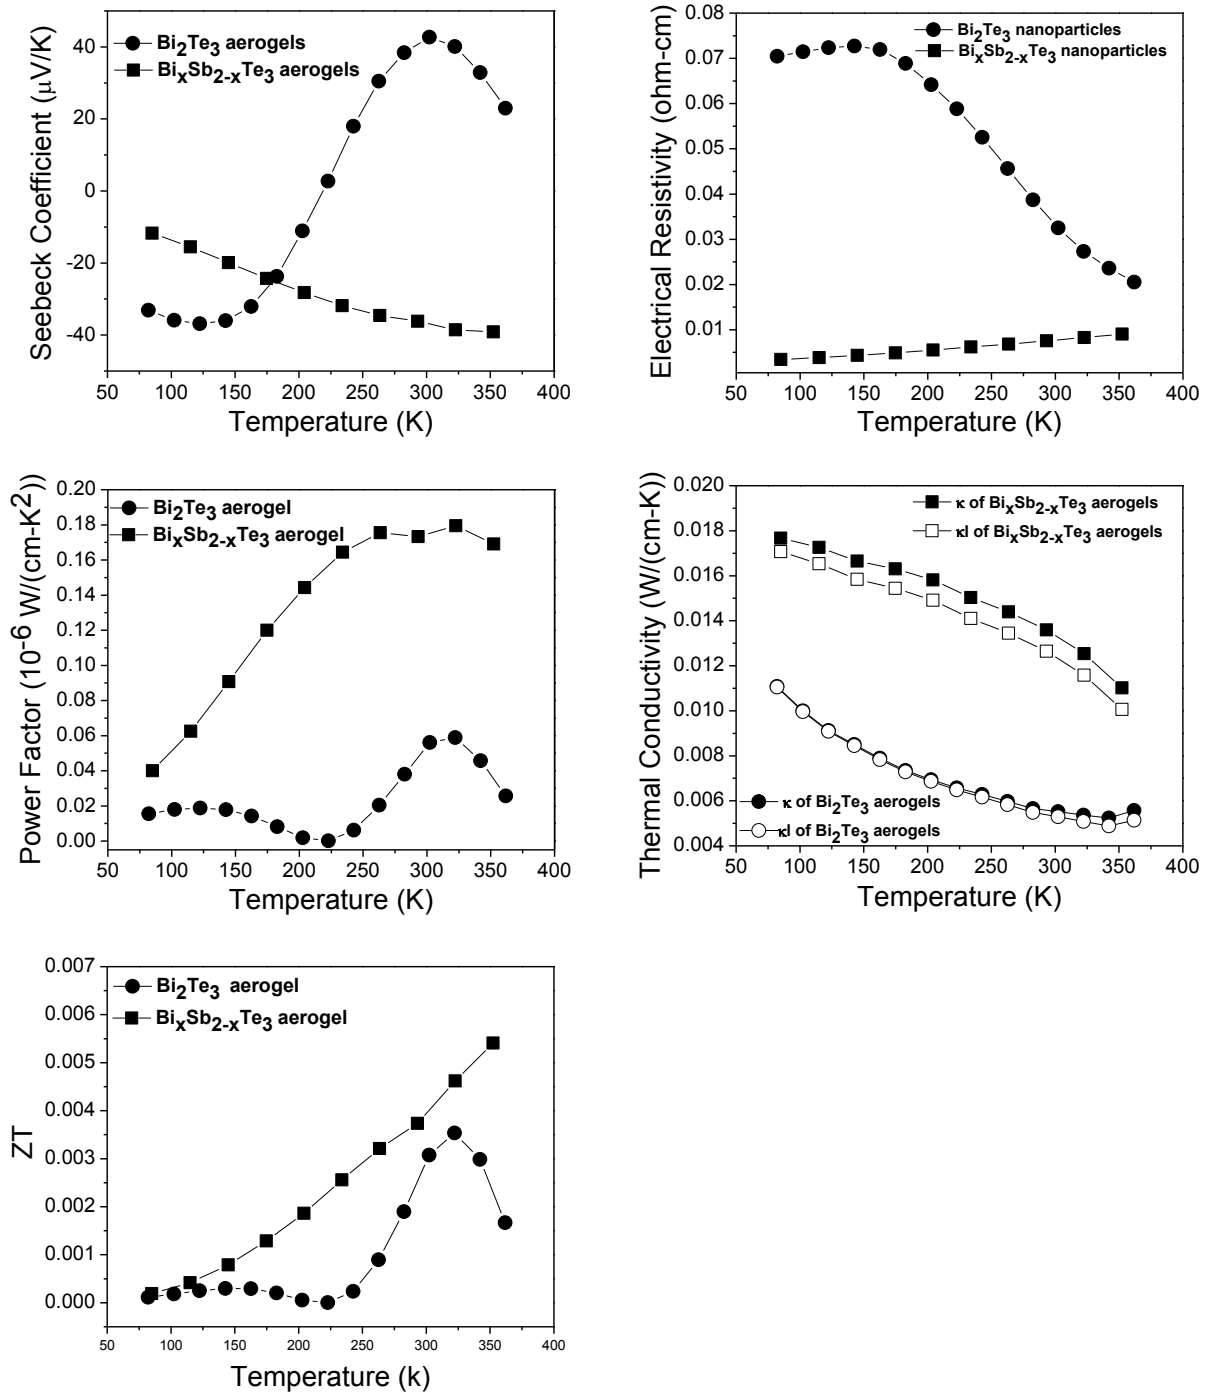 Seebeck Coefficient (μV/K)
40
20
0
-20
-40
Bi2Te3 aerogels
BixSb2-xTe3 aerogels
50 100 150 200 250 300 350 400
Temperature (K)
Electrical Resistivity (ohm-cm)
0.08
0.07
0.06
0.05
0.04
0.03
0.02
0.01
Bi2Te3 nanoparticles
BixSb2-xTe3 nanoparticles
50 100 150 200 250 300 350 400
Temperature (K)
Power Factor (10-6 W/(cm-K2))
0.20
0.18
0.16
0.14
0.12
0.10
0.08
0.06
0.04
0.02
0.00
Bi2Te3 aerogel
BixSb2-xTe3 aerogel
50 100 150 200 250 300 350 400
Temperature (K)
Thermal Conductivity (W/(cm-K))
0.020
0.018
0.016
0.014
0.012
0.010
0.008
0.006
0.004
κ of BixSb2-xTe3 aerogels
κl of BixSb2-xTe3 aerogels
κ of Bi2Te3 aerogels
κl of Bi2Te3 aerogels
50 100 150 200 250 300 350 400
Temperature (K)
ZT
0.007
0.006
0.005
0.004
0.003
0.002
0.001
0.000
Bi2Te3 aerogel
BixSb2-xTe3 aerogel
50 100 150 200 250 300 350 400
Temperature (k)